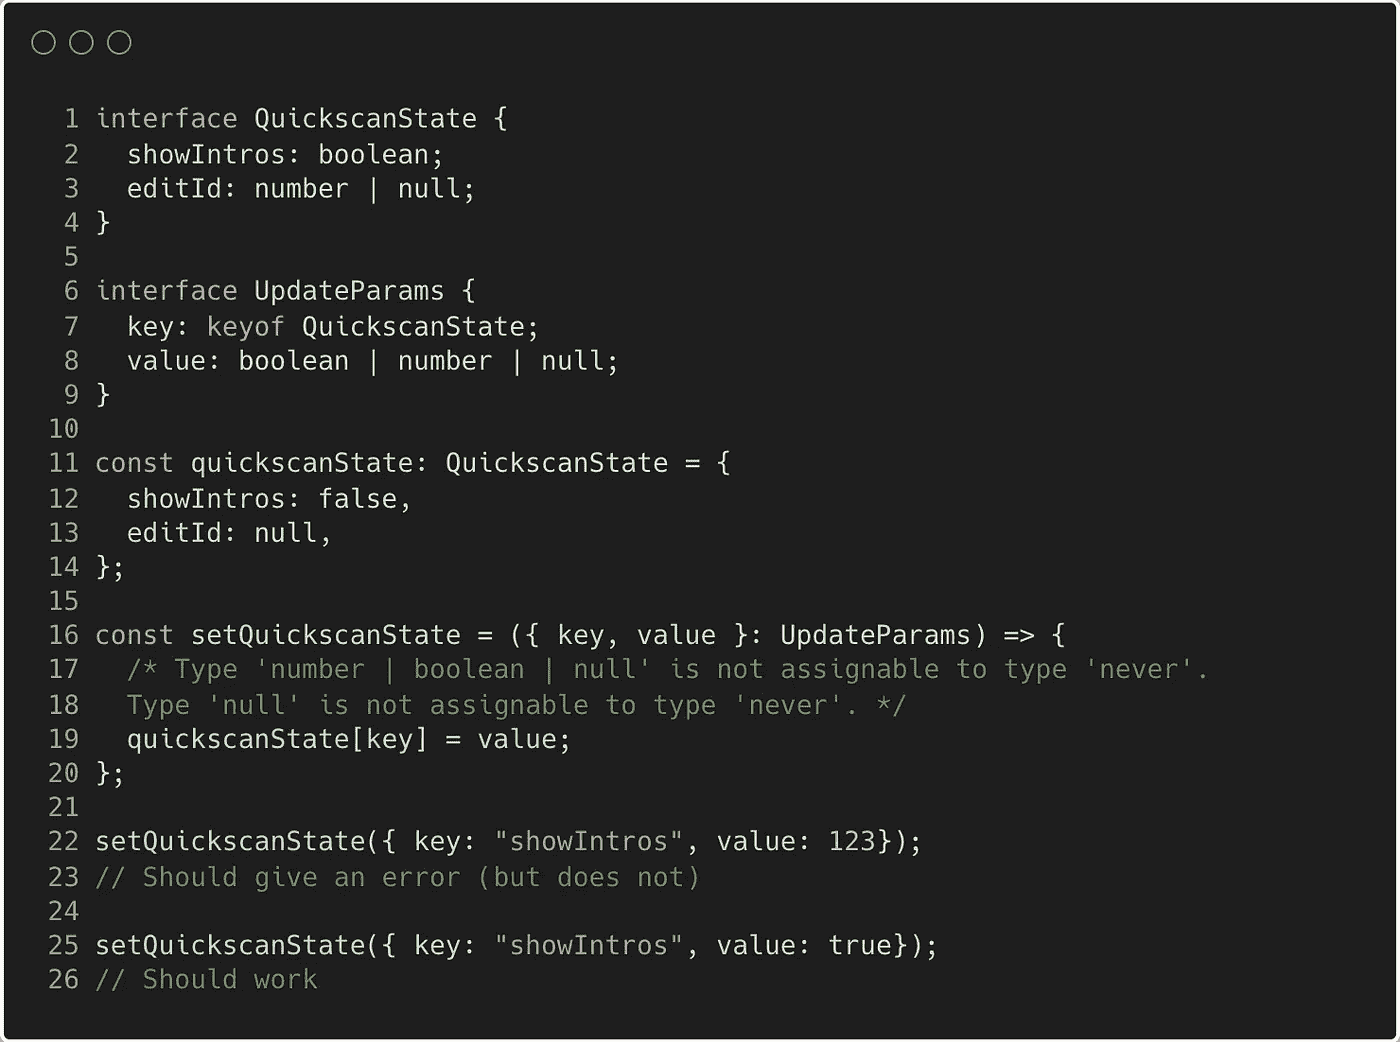 1 interface QuickscanState {
2   showIntros: boolean;
3   editId: number | null;
4 }
5
6 interface UpdateParams {
7   key: keyof QuickscanState;
8   value: boolean | number | null;
9 }
10
11 const quickscanState: QuickscanState = {
12   showIntros: false,
13   editId: null,
14 };
15
16 const setQuickscanState = ({ key, value }: UpdateParams) => {
17   /* Type 'number | boolean | null' is not assignable to type 'never'.
18   Type 'null' is not assignable to type 'never'. */
19   quickscanState[key] = value;
20 };
21
22 setQuickscanState({ key: "showIntros", value: 123});
23 // Should give an error (but does not)
24
25 setQuickscanState({ key: "showIntros", value: true});
26 // Should work